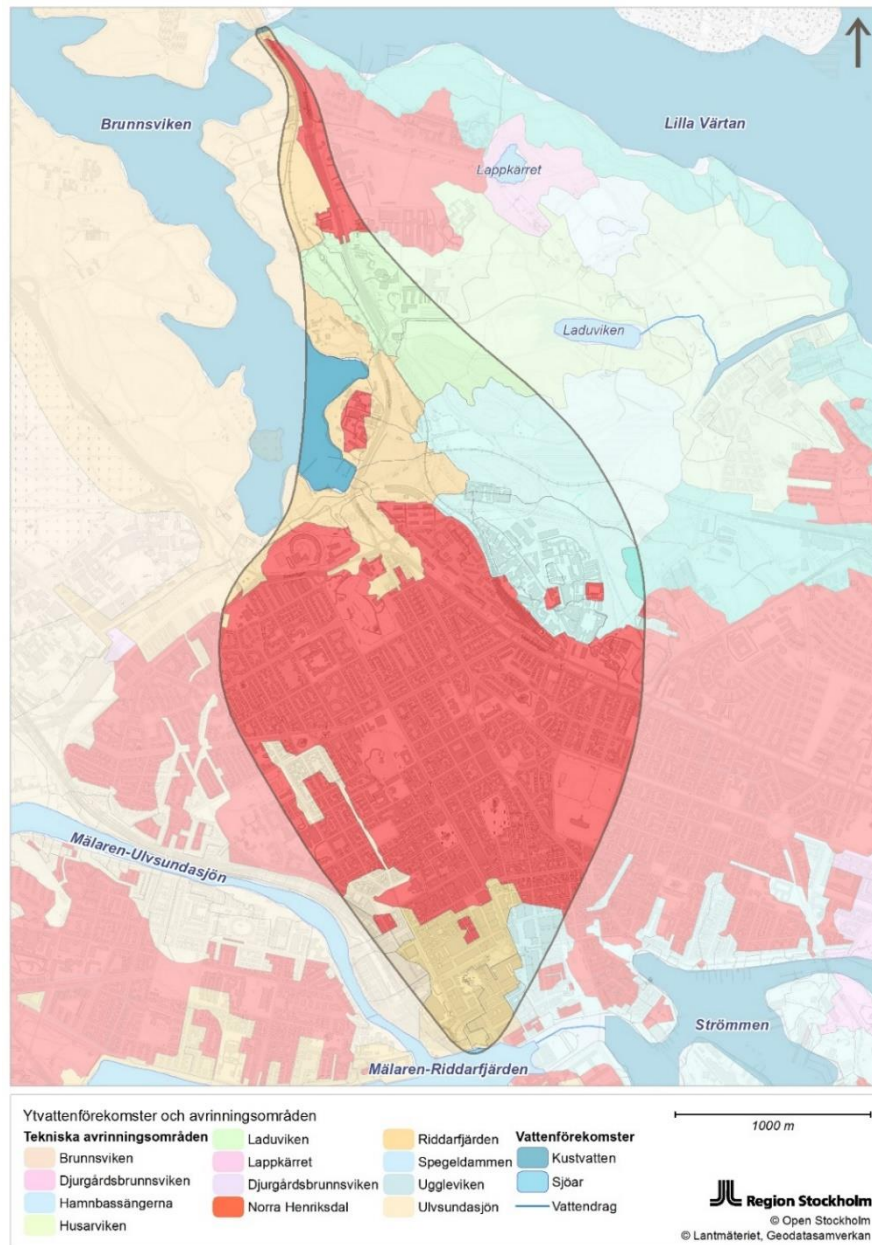 Brunnsviken
Lilla Värtan
Lappkärret
Laduviken
Mälaren-Ulvsundasjön
Strömmen
Mälaren-Riddarfjärden
Ytvattenförekomster och avrinningsområden
Tekniska avrinningsområden
Brunnsviken
Djurgårdsbrunnsviken
Hamnbassängerna
Husarviken
Laduviken
Lappkärret
Djurgårdsbrunnsviken
Norra Henriksdal
Riddarfjärden
Spegeldammen
Uggleviken
Ulvsundasjön
Vattenförekomster
Kustvatten
Sjöar
Vattendrag
1000 m
Region Stockholm
© Open Stockholm
© Lantmäteriet, Geodatasamverkan